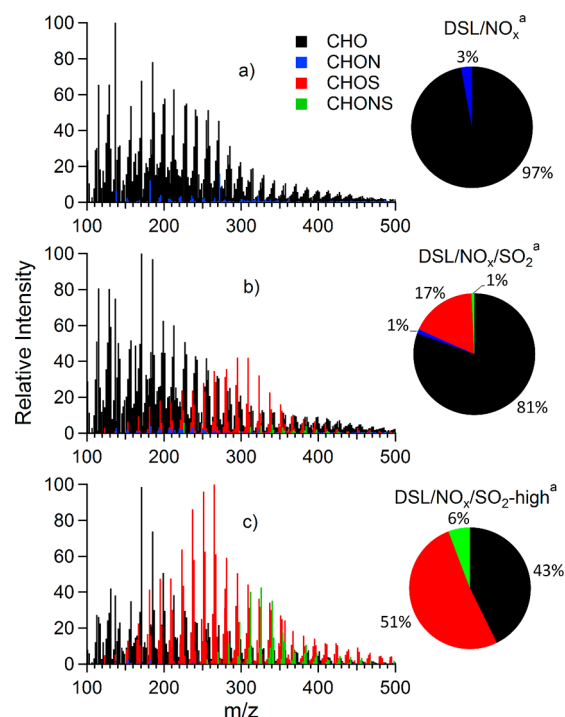 CHO
CHON
CHOS
CHONS
a)
DSL/NOxa
3%
97%
100
80
60
40
20
0
100 200 300 400 500
b)
DSL/NOx/SO2a
17%
1%
1%
81%
100
80
60
40
20
0
100 200 300 400 500
Relative Intensity
c)
DSL/NOx/SO2-higha
6%
43%
51%
100
80
60
40
20
0
100 200 300 400 500
m/z